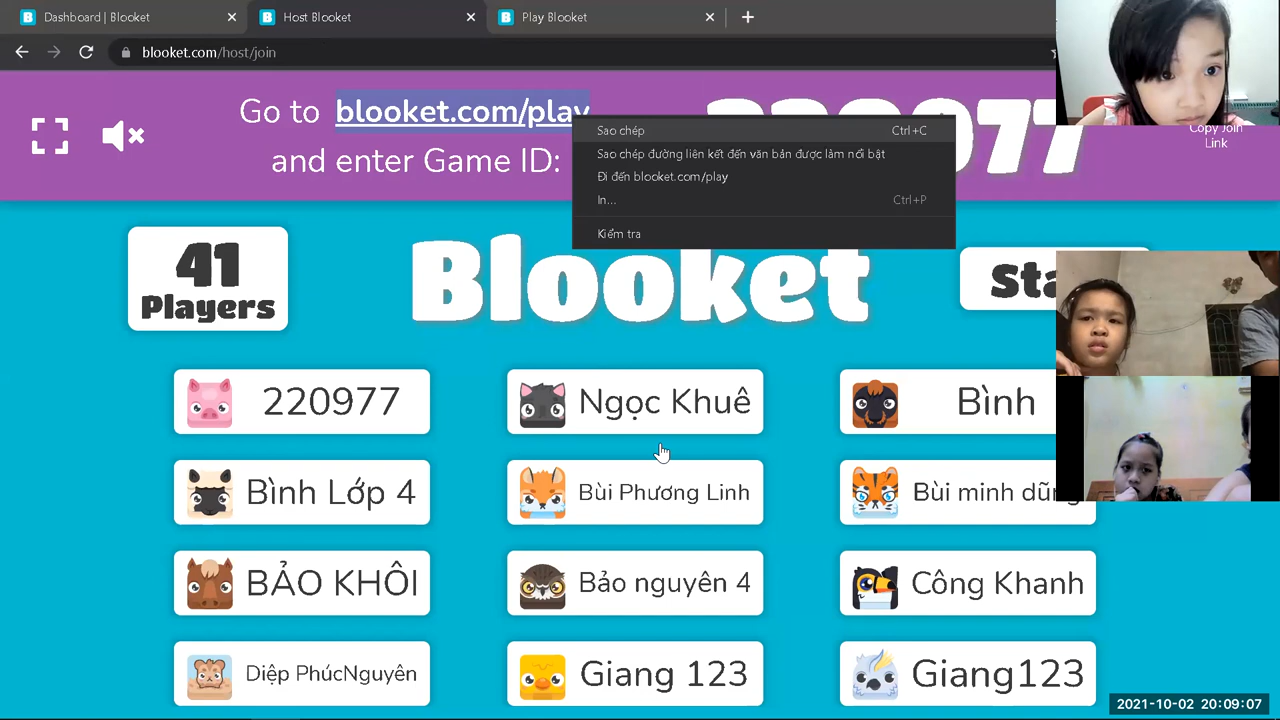 Dashboard | Blooket
Host Blooket
Play Blooket
blooket.com/host/join
Go to blooket.com/play
and enter Game ID:
Copy Join
Link
Sao chép Ctrl+C
Sao chép đường liên kết đến văn bản được làm nổi bật
Đi đến blooket.com/play
In... Ctrl+P
Kiểm tra
41
Players
Blooket
220977
Ngọc Khuê
Bình
Bình Lớp 4
Bùi Phương Linh
Bùi minh dũng
BẢO KHÔI
Bảo nguyên 4
Công Khanh
Diệp PhúcNguyên
Giang 123
Giang123
2021-10-02 20:09:07